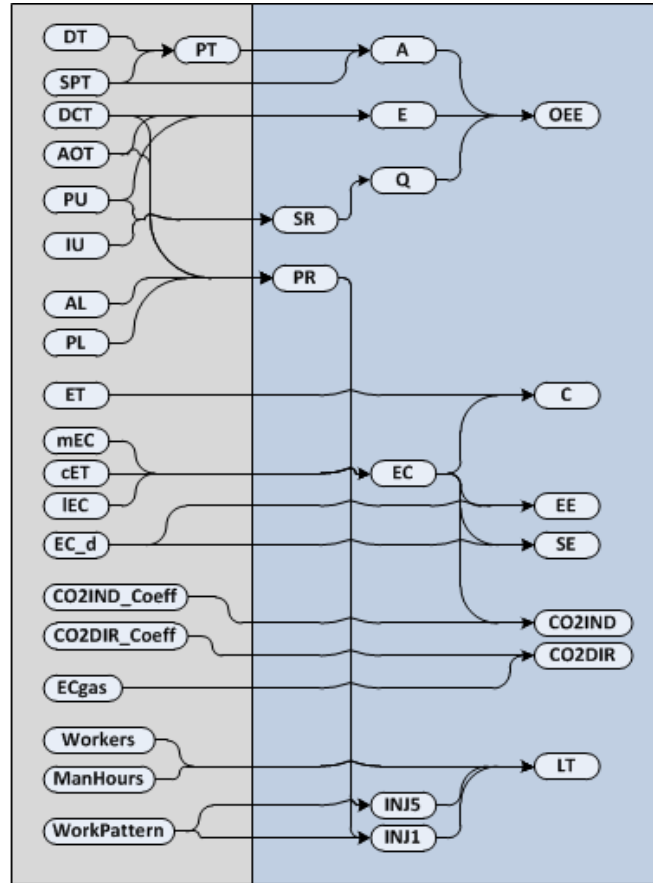 DT
PT
A
SPT
DCT
E
OEE
AOT
PU
Q
SR
IU
PR
AL
PL
ET
C
mEC
cET
EC
IEC
EE
EC_d
SE
CO2IND_Coeff
CO2IND
CO2DIR_Coeff
CO2DIR
ECgas
Workers
LT
ManHours
INJ5
WorkPattern
INJ1